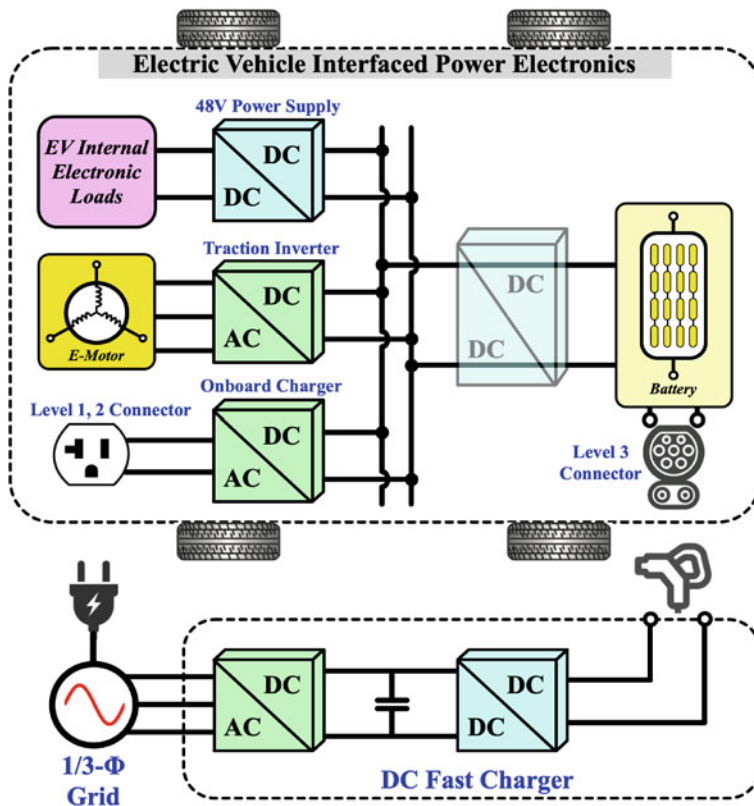 Electric Vehicle Interfaced Power Electronics
48V Power Supply
EV Internal
Electronic
Loads
DC
DC
Traction Inverter
DC
AC
E-Motor
DC
DC
Battery
Onboard Charger
Level 1, 2 Connector
DC
AC
Level 3
Connector
DC
AC
DC
DC
1/3-Φ
Grid
DC Fast Charger